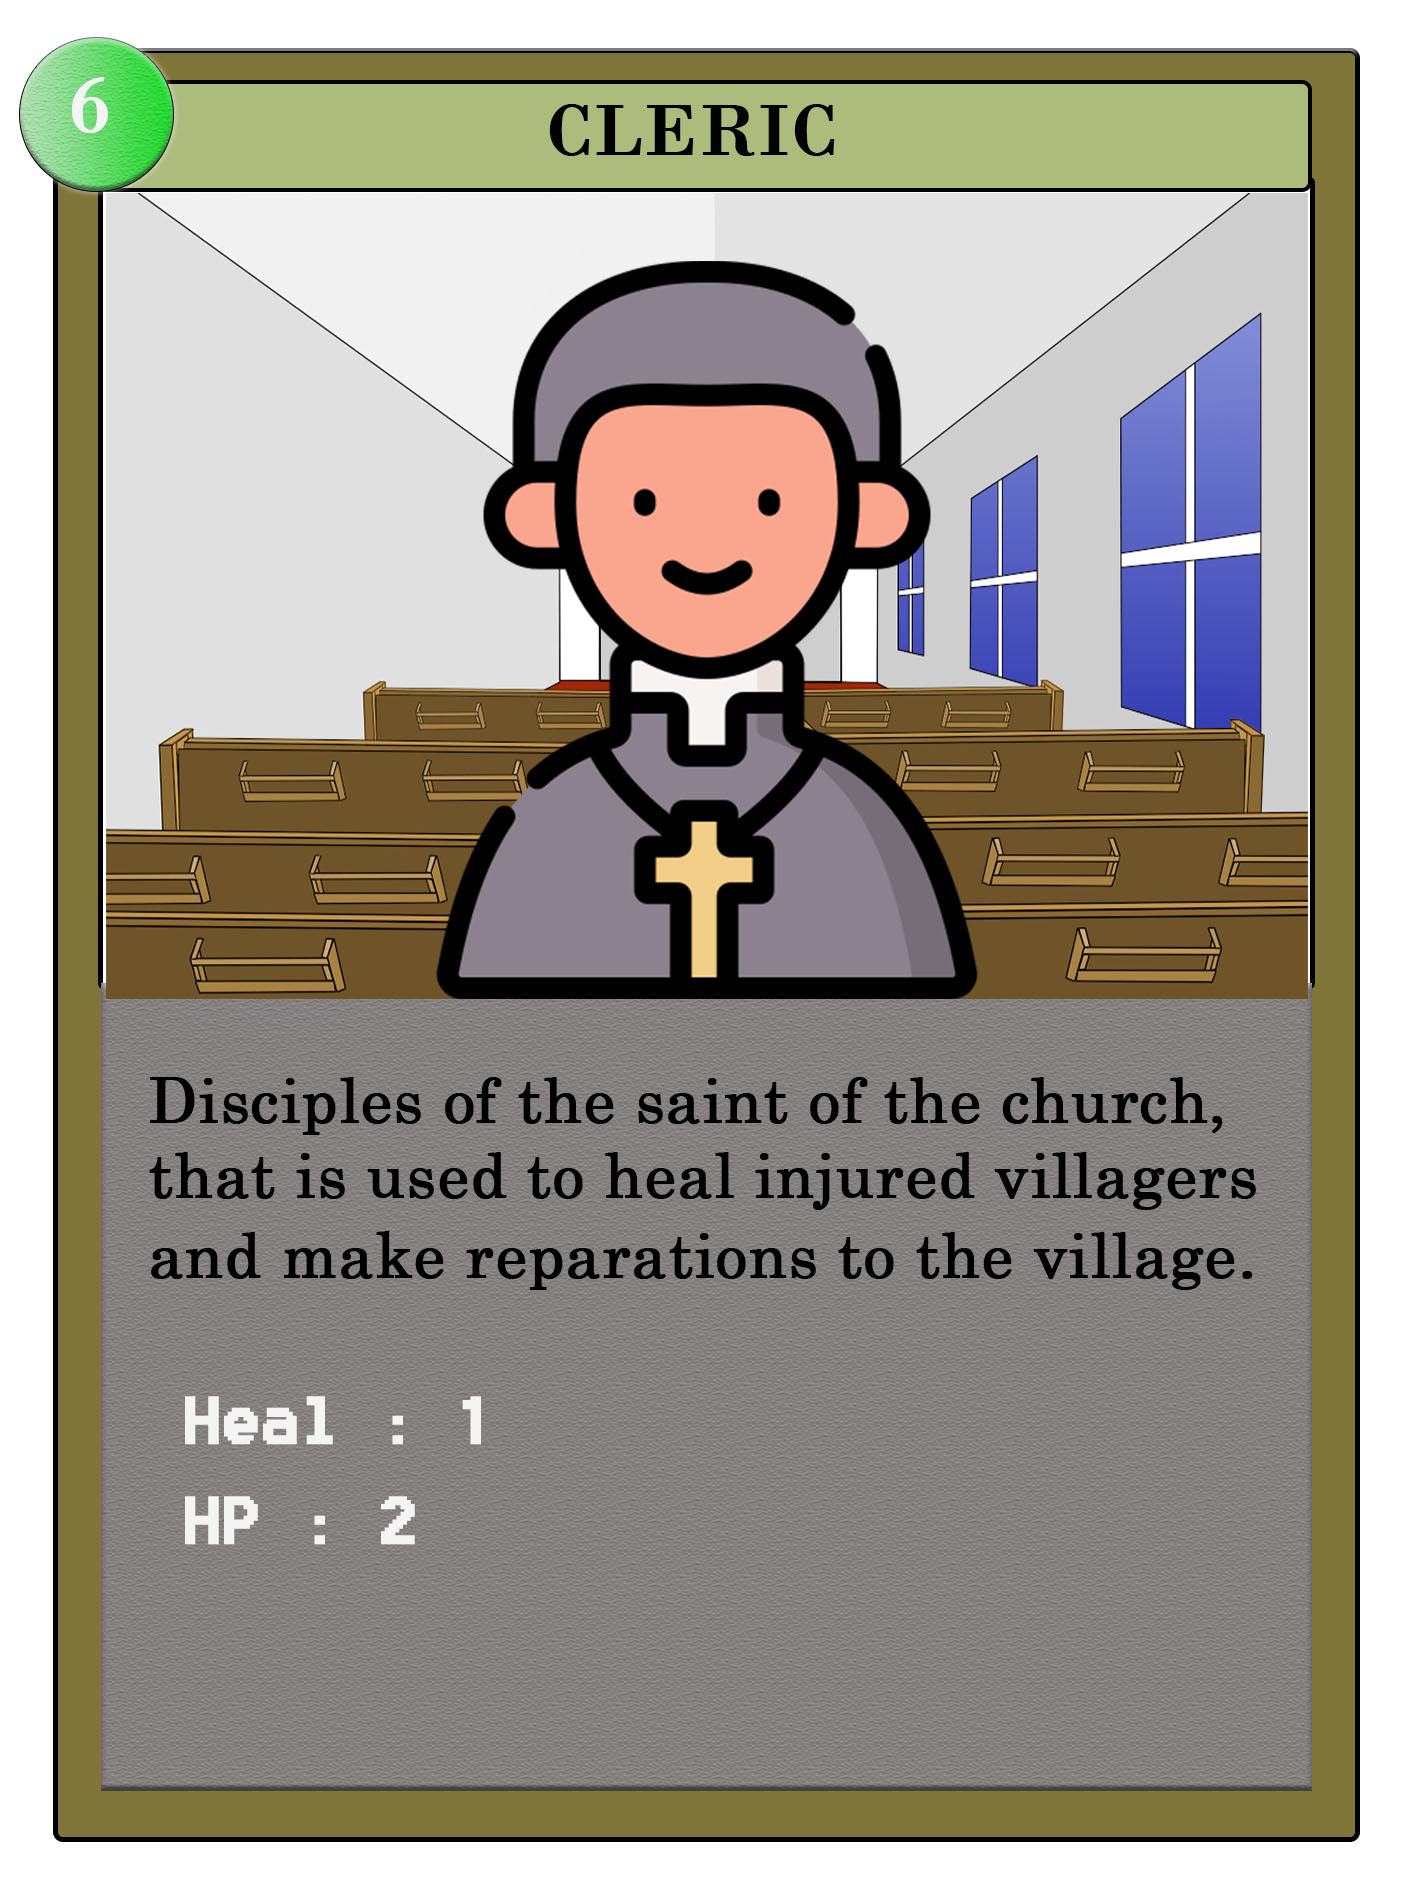 6
CLERIC
Disciples of the saint of the church,
that is used to heal injured villagers
and make reparations to the village.
Heal : 1
HP : 2